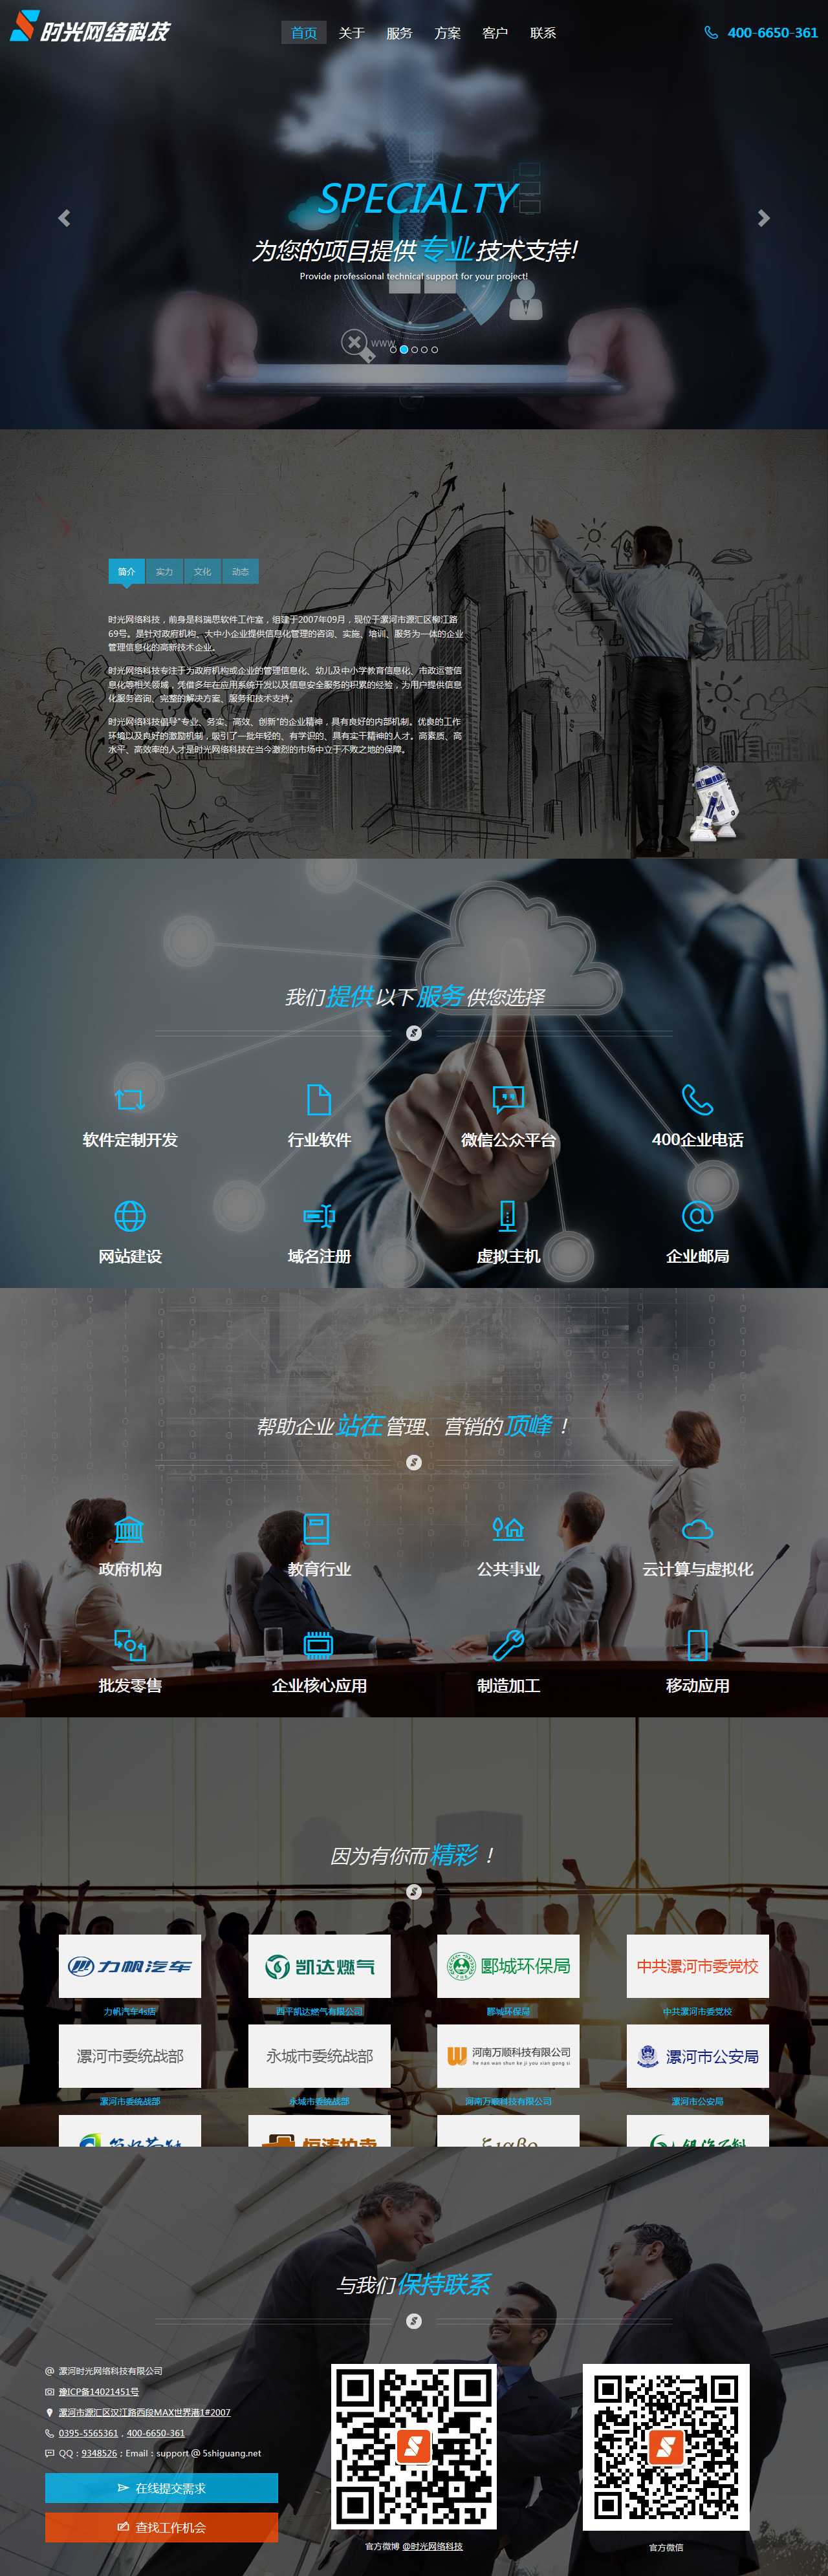 时光网络科技
首页 关于 服务 方案 客户 联系
400-6650-361
SPECIALTY
为您的项目提供专业技术支持!
Provide professional technical support for your project!
www
简介 实力 文化 动态
时光网络科技，前身是科瑞思软件工作室，组建于2007年09月，现位于漯河市源汇区柳江路
69号。是针对政府机构、大中小企业提供信息化管理的咨询、实施、培训、服务为一体的企业
管理信息化的高新技术企业。
时光网络科技专注于为政府机构或企业的管理信息化、幼儿及中小学教育信息化、市政运营信
息化等相关领域，凭借多年在应用系统开发以及信息安全服务的积累的经验，为用户提供信息
化服务咨询、完整的解决方案、服务和技术支持。
时光网络科技倡导“专业、务实、高效、创新”的企业精神，具有良好的内部机制。优良的工作
环境以及良好的激励机制，吸引了一批年轻的、有学识的、具有实干精神的人才。高素质、高
水平、高效率的人才是时光网络科技在当今激烈的市场中立于不败之地的保障。
我们提供以下服务供您选择
软件定制开发 行业软件 微信公众平台 400企业电话
网站建设 域名注册 虚拟主机 企业邮局
帮助企业站在管理、营销的顶峰！
政府机构 教育行业 公共事业 云计算与虚拟化
批发零售 企业核心应用 制造加工 移动应用
因为有你而精彩！
力帆汽车 凯达燃气 郾城环保局 中共漯河市委党校
力帆汽车4s店 西平凯达燃气有限公司 郾城环保局 中共漯河市委党校
漯河市委统战部 永城市委统战部 河南万顺科技有限公司 漯河市公安局
he nan wan shun ke ji you xian gong si
漯河市委统战部 永城市委统战部 河南万顺科技有限公司 漯河市公安局
与我们保持联系
漯河时光网络科技有限公司
豫ICP备14021451号
漯河市源汇区汉江路西段MAX世界港1#2007
0395-5565361，400-6650-361
QQ：9348526；Email：support @ 5shiguang.net
在线提交需求
查找工作机会
官方微博 @时光网络科技
官方微信